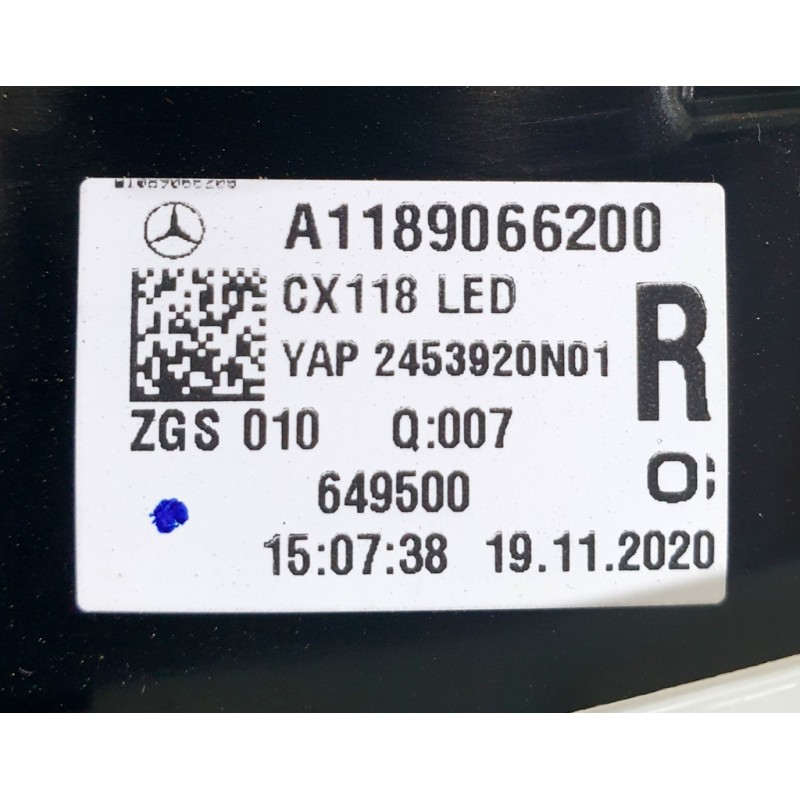 A1189066200
CX118 LED
YAP 2453920N01
R
ZGS 010 Q:007
649500
15:07:38 19.11.2020